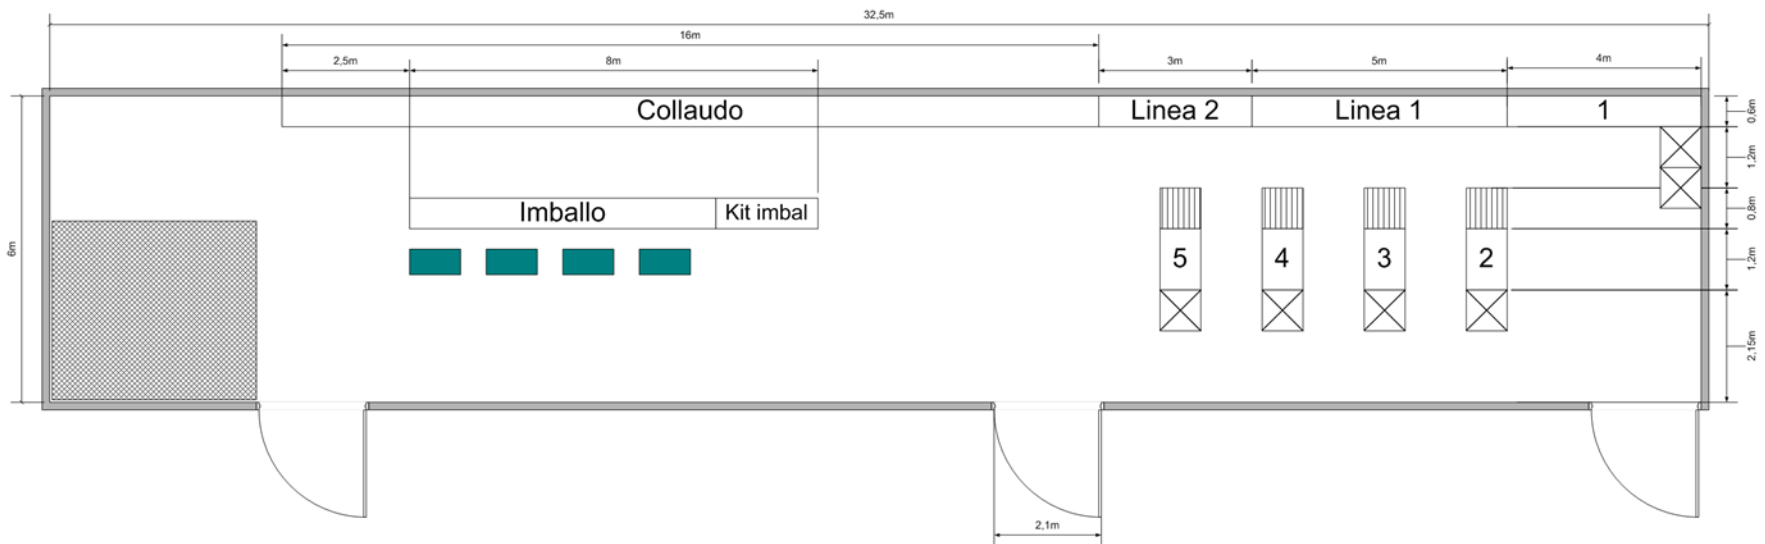 32,5m
16m
2,5m
8m
3m
5m
4m
Collaudo
Linea 2
Linea 1
1
0,6m
1,2m
0,8m
1,2m
2,15m
6m
Imballo
Kit imbal
5
4
3
2
2,1m